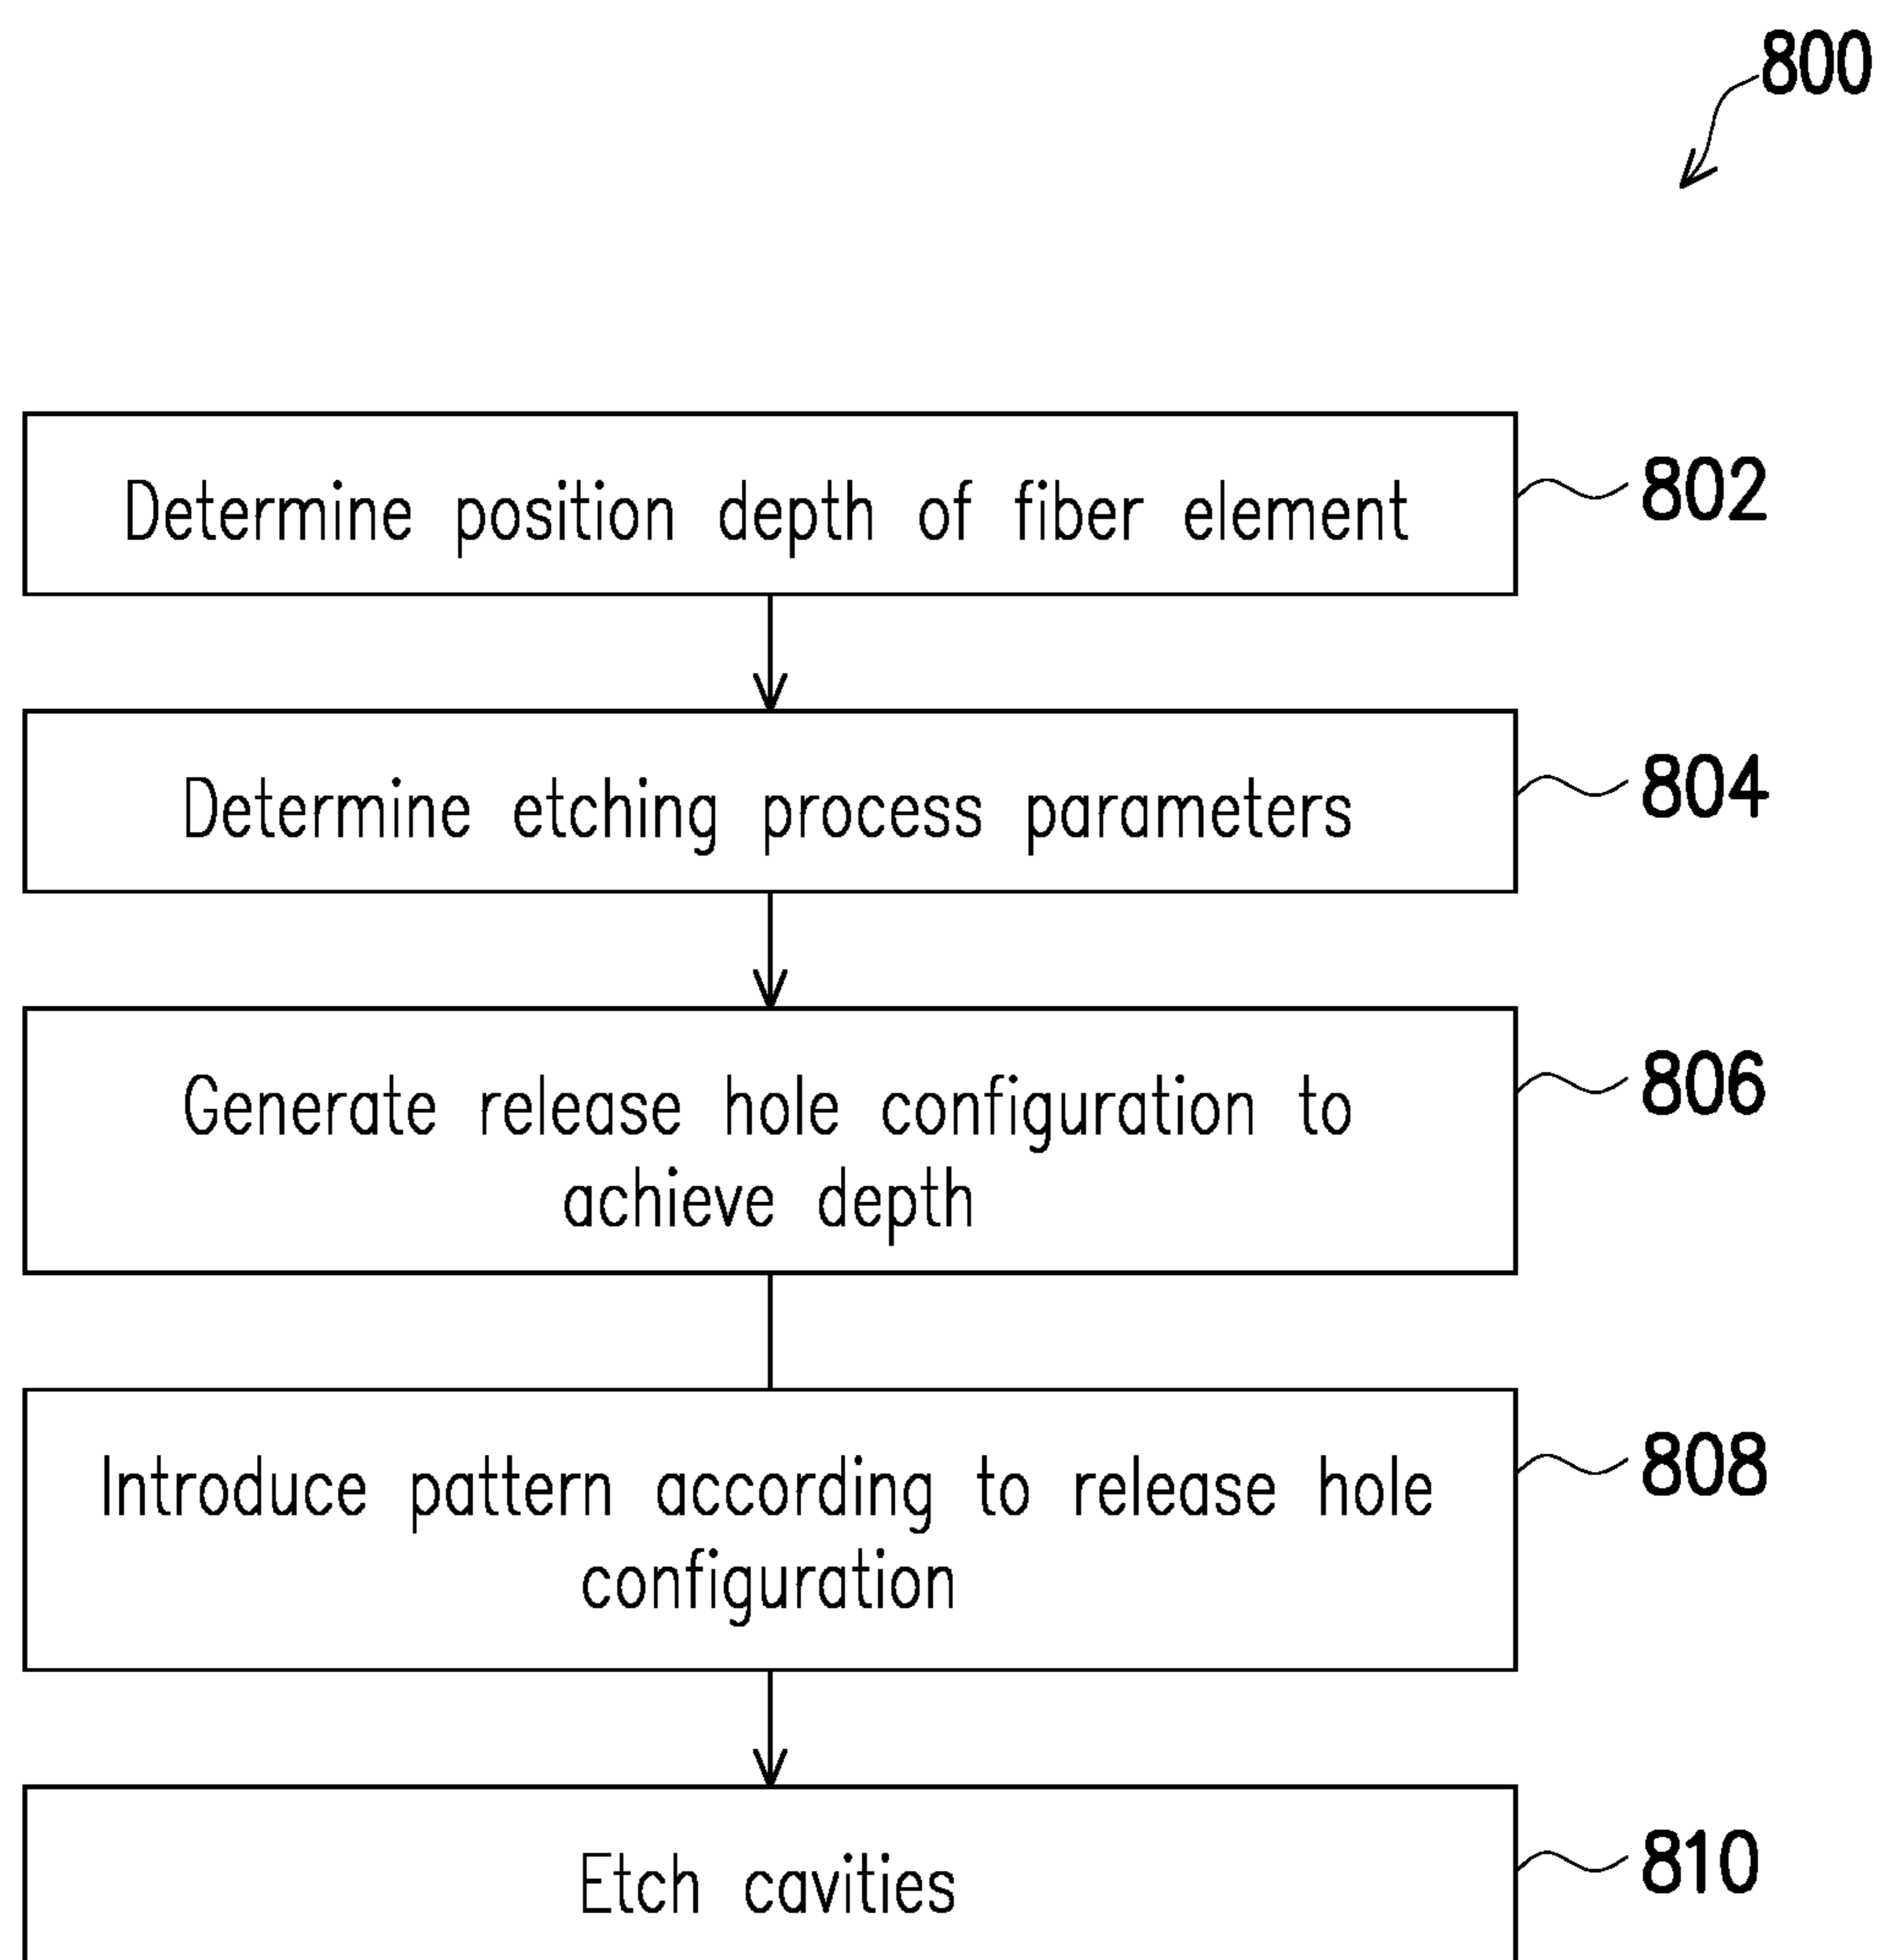 800
Determine position depth of fiber element
802
Determine etching process parameters
804
Generate release hole configuration to
achieve depth
806
Introduce pattern according to release hole
configuration
808
Etch cavities
810